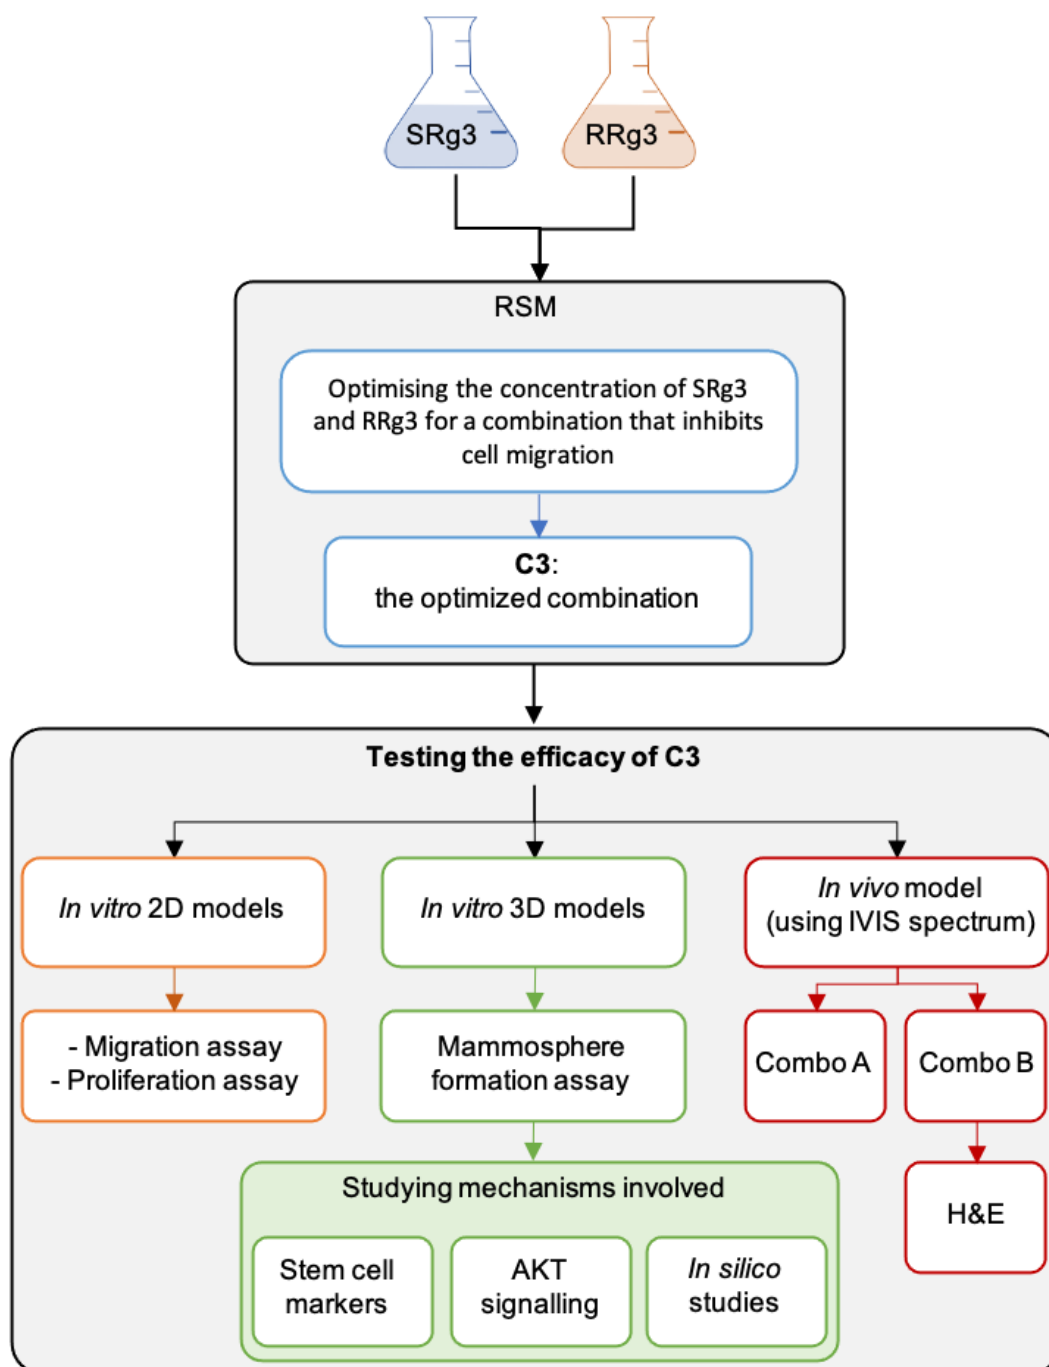 SRg3
RRg3
RSM
Optimising the concentration of SRg3
and RRg3 for a combination that inhibits
cell migration
C3:
the optimized combination
Testing the efficacy of C3
In vitro 2D models
In vitro 3D models
In vivo model
(using IVIS spectrum)
- Migration assay
- Proliferation assay
Mammosphere
formation assay
Combo A
Combo B
Studying mechanisms involved
Stem cell
markers
AKT
signalling
In silico
studies
H&E